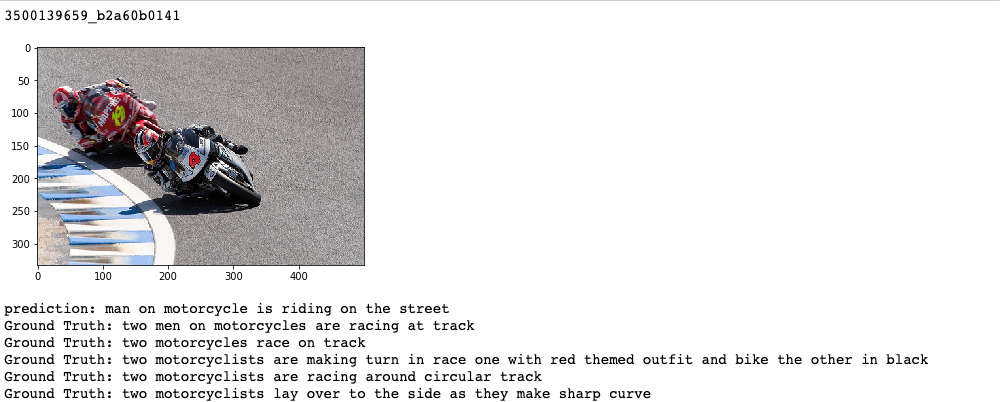 3500139659_b2a60b0141
0
50
100
150
200
250
300
0 100 200 300 400
prediction: man on motorcycle is riding on the street
Ground Truth: two men on motorcycles are racing at track
Ground Truth: two motorcycles race on track
Ground Truth: two motorcyclists are making turn in race one with red themed outfit and bike the other in black
Ground Truth: two motorcyclists are racing around circular track
Ground Truth: two motorcyclists lay over to the side as they make sharp curve